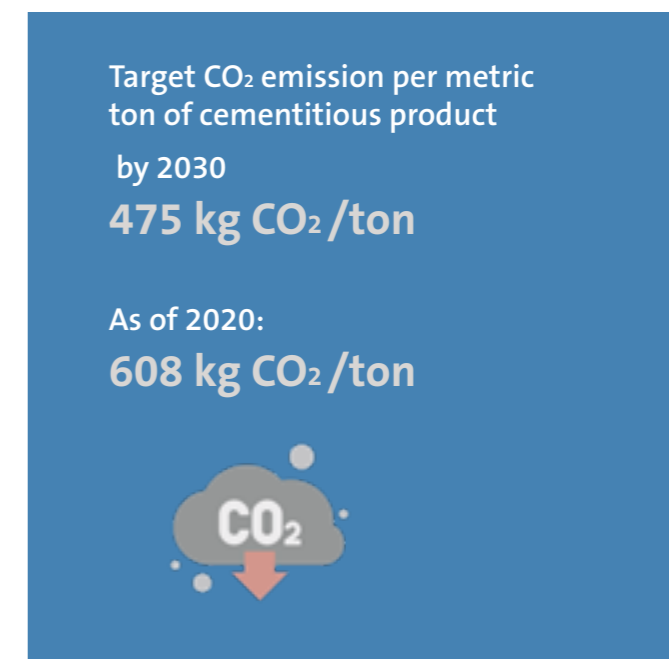 Target CO₂ emission per metric
ton of cementitious product
by 2030
475 kg CO₂ /ton
As of 2020:
608 kg CO₂ /ton
CO₂